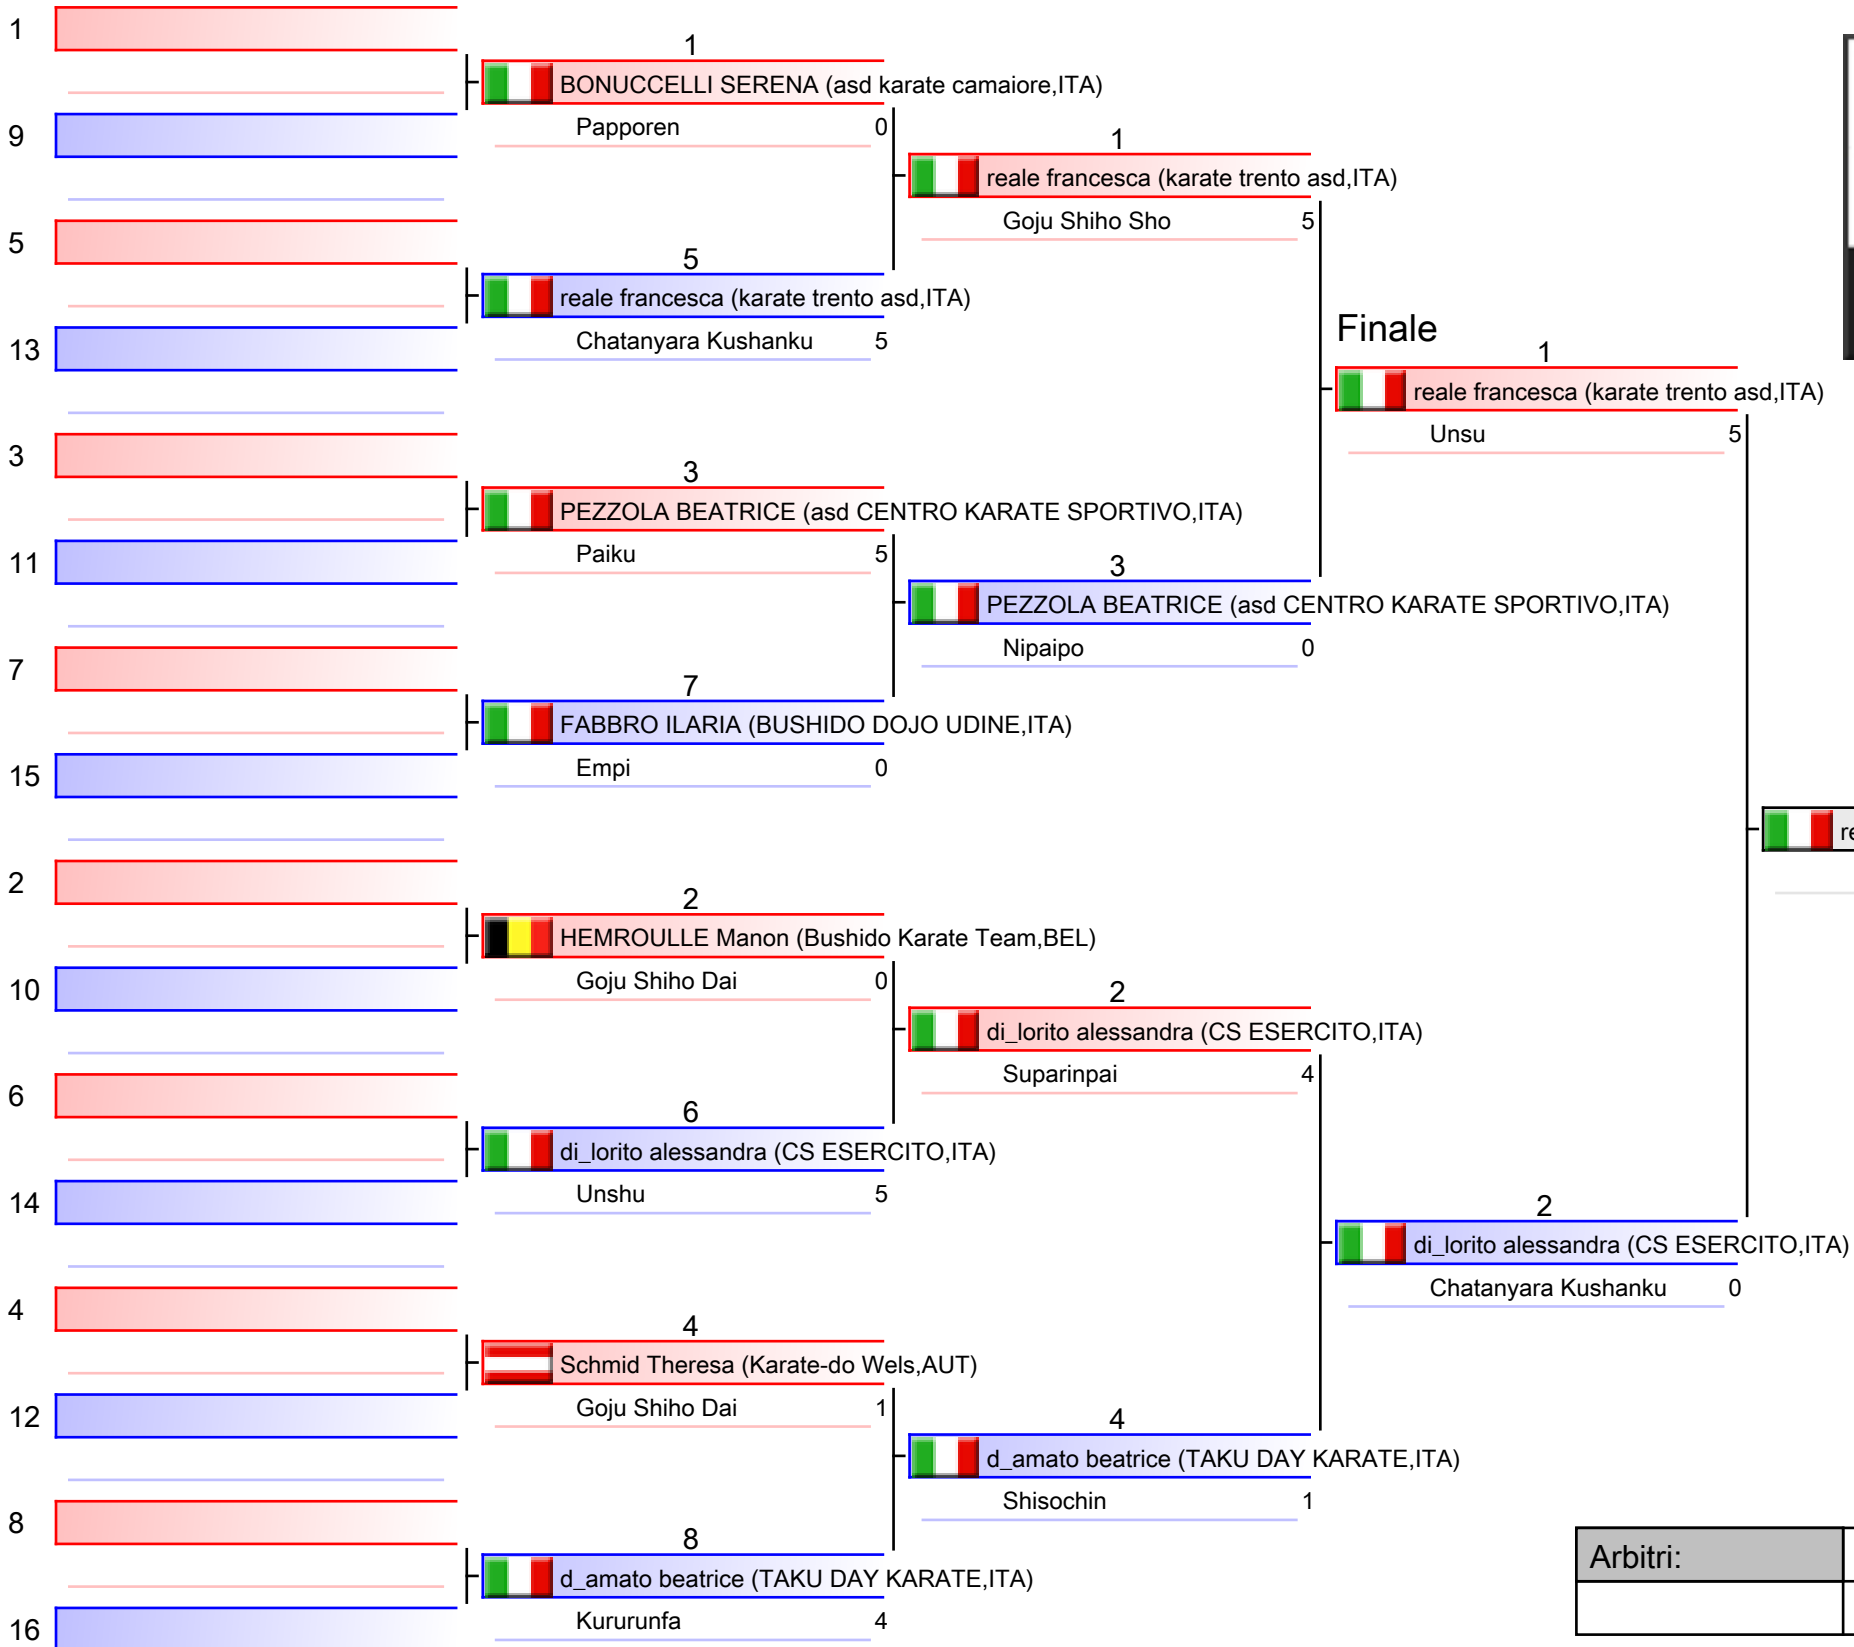 1
9
5
13
3
11
7
15
2
10
6
14
4
12
8
16
1
BONUCCELLI SERENA (asd karate camaiore,ITA)
Papporen 0
5
reale francesca (karate trento asd,ITA)
Chatanyara Kushanku 5
3
PEZZOLA BEATRICE (asd CENTRO KARATE SPORTIVO,ITA)
Paiku 5
7
FABBRO ILARIA (BUSHIDO DOJO UDINE,ITA)
Empi 0
2
HEMROULLE Manon (Bushido Karate Team,BEL)
Goju Shiho Dai 0
6
di_lorito alessandra (CS ESERCITO,ITA)
Unshu 5
4
Schmid Theresa (Karate-do Wels,AUT)
Goju Shiho Dai 1
8
d_amato beatrice (TAKU DAY KARATE,ITA)
Kururunfa 4
1
reale francesca (karate trento asd,ITA)
Goju Shiho Sho 5
3
PEZZOLA BEATRICE (asd CENTRO KARATE SPORTIVO,ITA)
Nipaipo 0
2
di_lorito alessandra (CS ESERCITO,ITA)
Suparinpai 4
4
d_amato beatrice (TAKU DAY KARATE,ITA)
Shisochin 1
Finale
1
reale francesca (karate trento asd,ITA)
Unsu 5
2
di_lorito alessandra (CS ESERCITO,ITA)
Chatanyara Kushanku 0
Arbitri: